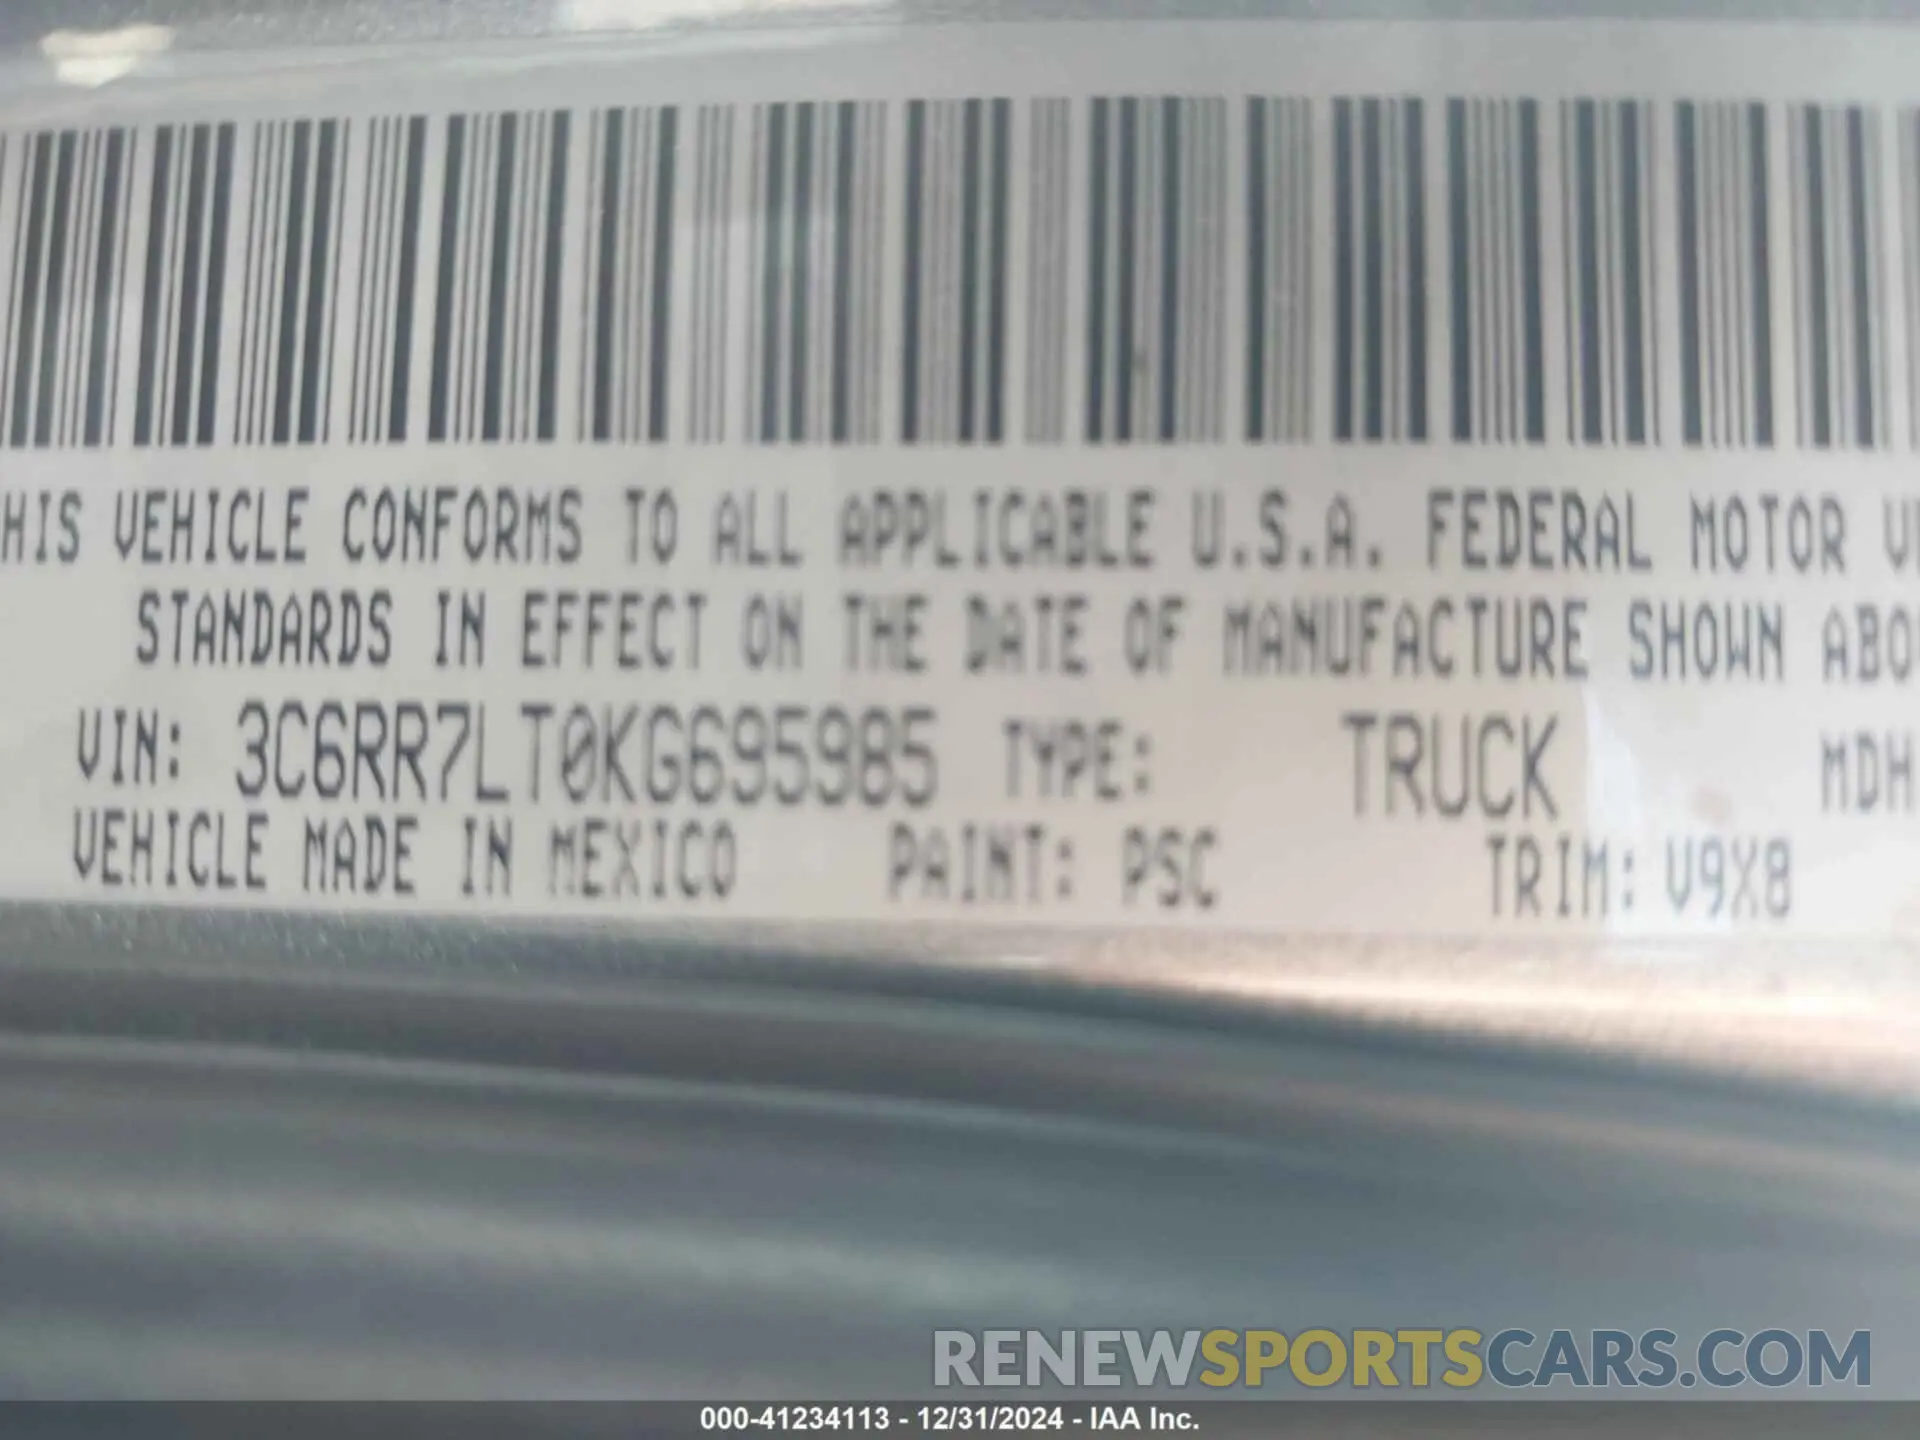 HIS VEHICLE CONFORMS TO ALL APPLICABLE U.S.A. FEDERAL MOTOR
STANDARDS IN EFFECT ON THE DATE OF MANUFACTURE SHOWN ABO
VIN: 3C6RR7LT0KG695985 TYPE: TRUCK MDH
VEHICLE MADE IN MEXICO PAINT: PSC TRIM: V9X8
RENEWSPORTSCARS.COM
000-41234113 - 12/31/2024 - IAA Inc.